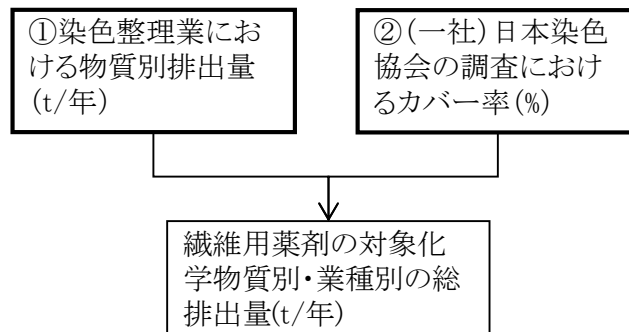 ①染色整理業にお
ける物質別排出量
(t/年)
②(一社)日本染色
協会の調査におけ
るカバー率(%)
繊維用薬剤の対象化
学物質別・業種別の総
排出量(t/年)